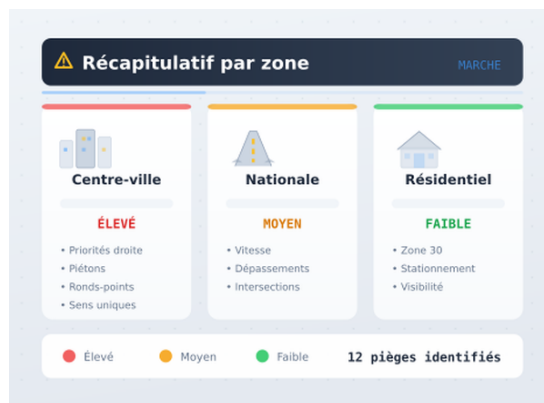 Récapitulatif par zone
MARCHE
Centre-ville
ÉLEVÉ
• Priorités droite
• Piétons
• Ronds-points
• Sens uniques
Nationale
MOYEN
• Vitesse
• Dépassements
• Intersections
Résidentiel
FAIBLE
• Zone 30
• Stationnement
• Visibilité
Élevé
Moyen
Faible
12 pièges identifiés